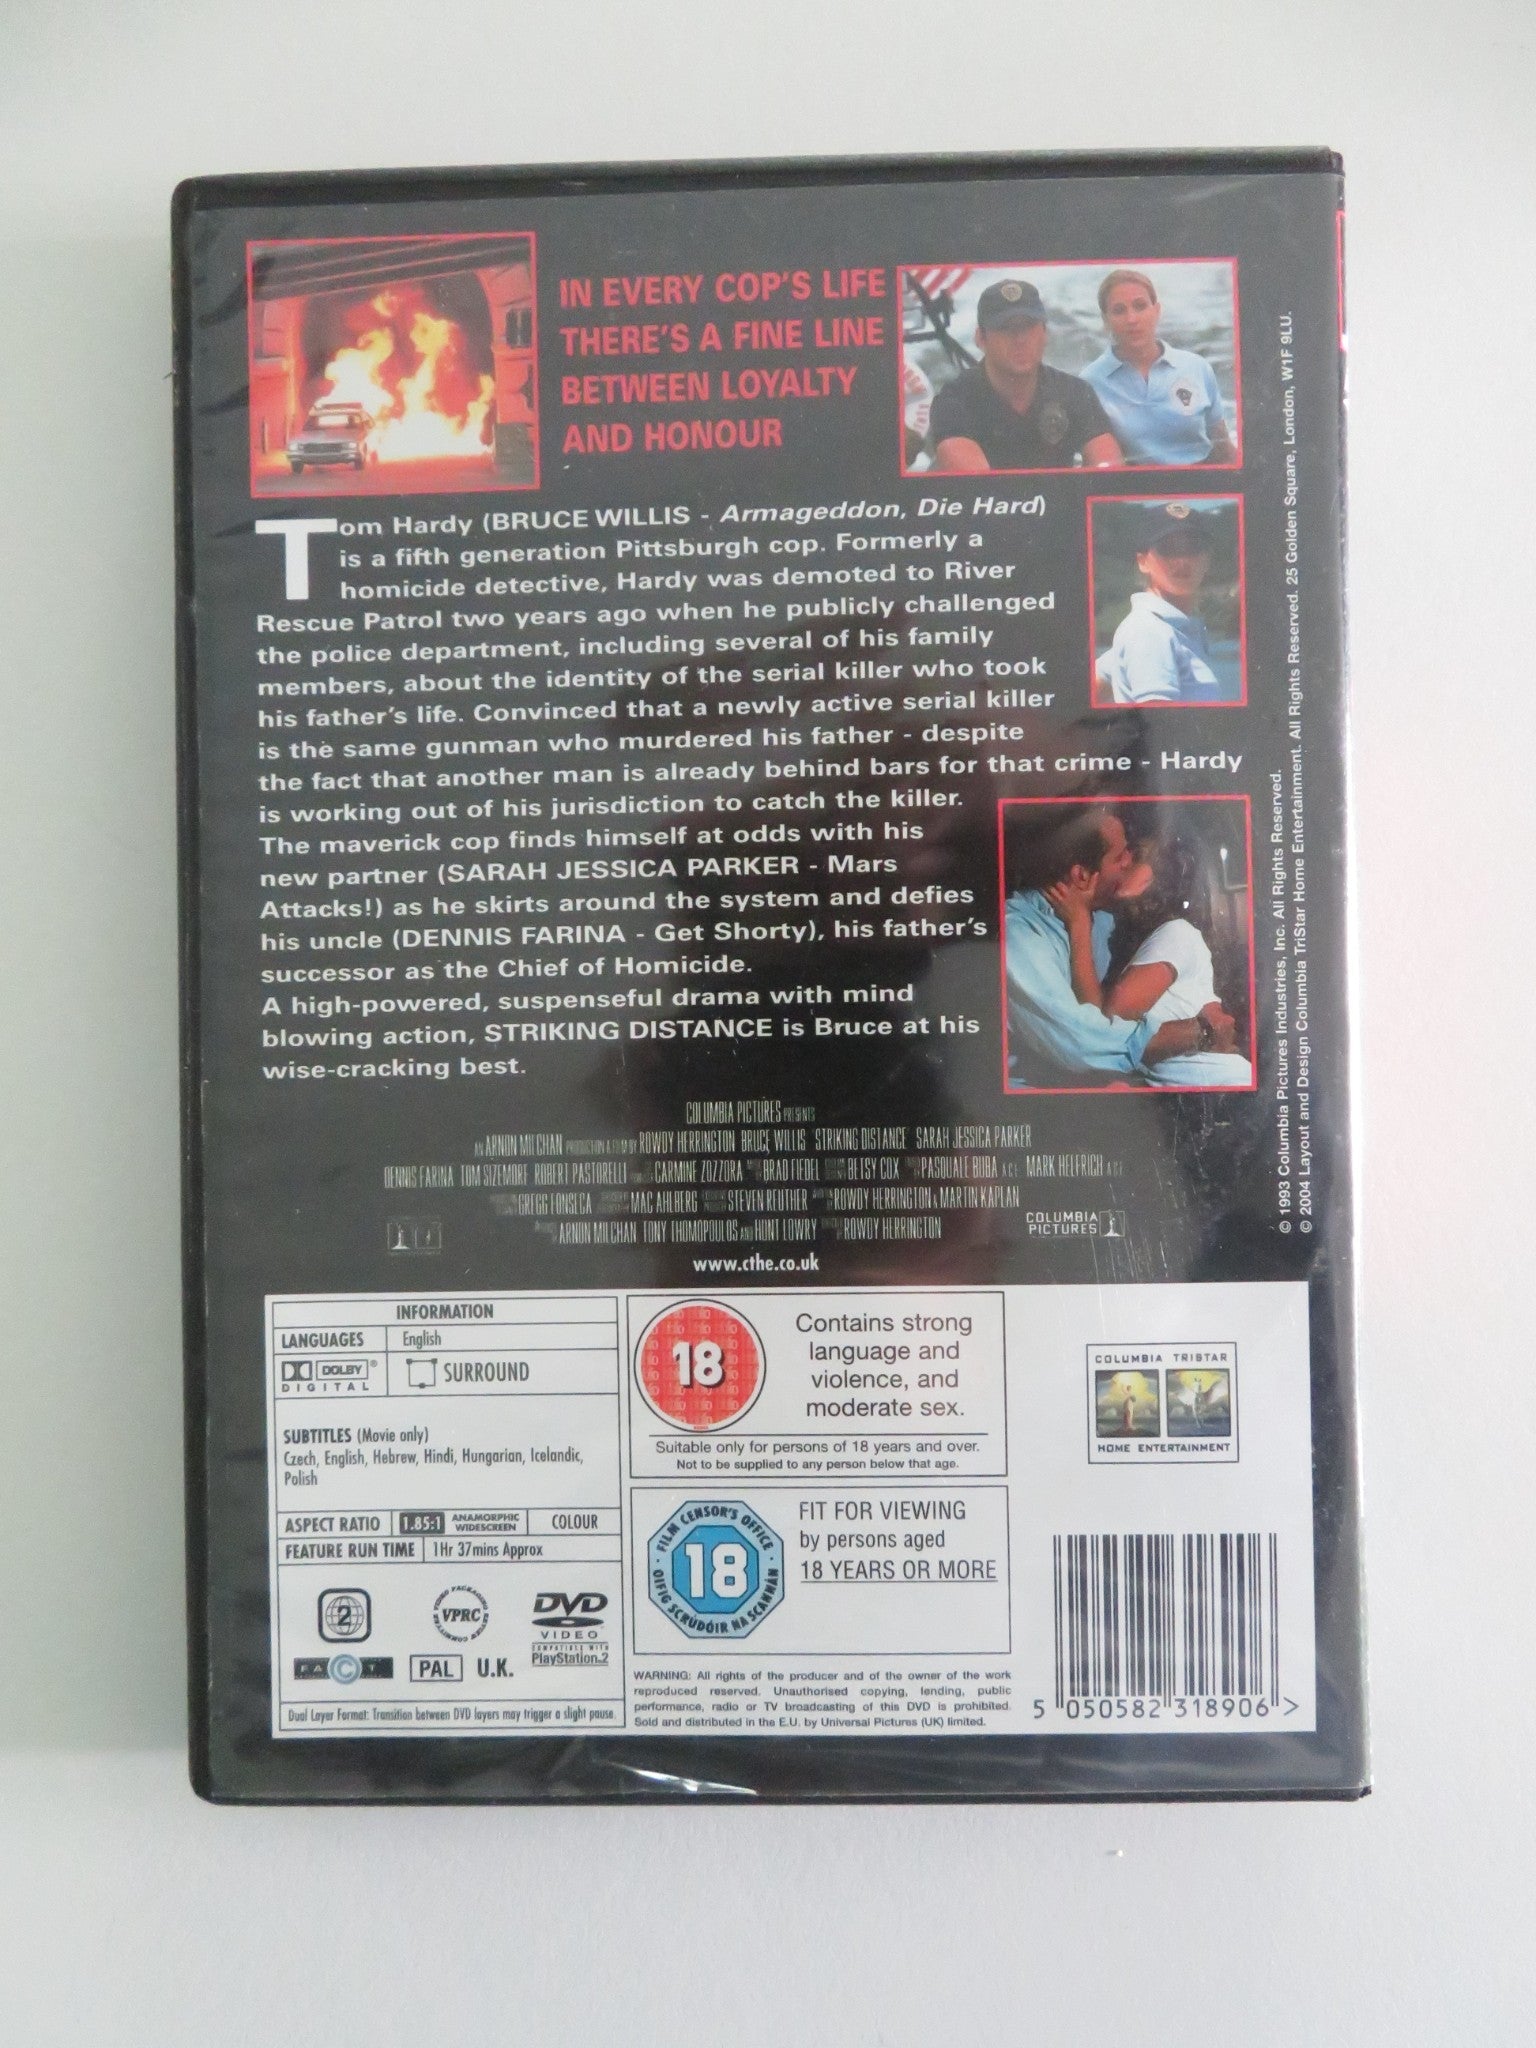 IN EVERY COP'S LIFE
THERE'S A FINE LINE
BETWEEN LOYALTY
AND HONOUR
Tom Hardy (BRUCE WILLIS - Armageddon, Die Hard)
is a fifth generation Pittsburgh cop. Formerly a
homicide detective, Hardy was demoted to River
Rescue Patrol two years ago when he publicly challenged
the police department, including several of his family
members, about the identity of the serial killer who took
his father's life. Convinced that a newly active serial killer
is the same gunman who murdered his father - despite
the fact that another man is already behind bars for that crime - Hardy
is working out of his jurisdiction to catch the killer.
The maverick cop finds himself at odds with his
new partner (SARAH JESSICA PARKER - Mars
Attacks!) as he skirts around the system and defies
his uncle (DENNIS FARINA - Get Shorty), his father's
successor as the Chief of Homicide.
A high-powered, suspenseful drama with mind
blowing action, STRIKING DISTANCE is Bruce at his
wise-cracking best.
COLUMBIA PICTURES PRESENTS
AN ARNON MILCHAN PRODUCTION A FILM BY ROWDY HERRINGTON BRUCE WILLIS STRIKING DISTANCE SARAH JESSICA PARKER
DENNIS FARINA TOM SIZEMORE ROBERT PASTORELLI CARMINE ZOZZORA BRAD FIEDEL BETSY COX PASQUALE BUBA A.C.E. MARK HELFRICH A.C.E.
GREGG FONSECA MAC AHLBERG STEVEN REUTHER ROWDY HERRINGTON & MARTIN KAPLAN
ARNON MILCHAN TONY THOMOPOULOS AND HUNT LOWRY ROWDY HERRINGTON
COLUMBIA
PICTURES
www.cthe.co.uk
© 1993 Columbia Pictures Industries, Inc. All Rights Reserved.
© 2004 Layout and Design Columbia TriStar Home Entertainment. All Rights Reserved. 25 Golden Square, London, W1F 9LU.
INFORMATION
LANGUAGES English
DOLBY®
DIGITAL
SURROUND
SUBTITLES (Movie only)
Czech, English, Hebrew, Hindi, Hungarian, Icelandic,
Polish
ASPECT RATIO 1.85:1 ANAMORPHIC WIDESCREEN COLOUR
FEATURE RUN TIME 1Hr 37mins Approx
2
VIDEO PACKAGING REVIEW COMMITTEE
VPRC
DVD
VIDEO
COMPATIBLE WITH
PlayStation.2
FACT
PAL U.K.
Dual Layer Format: Transition between DVD layers may trigger a slight pause.
18
Contains strong
language and
violence, and
moderate sex.
Suitable only for persons of 18 years and over.
Not to be supplied to any person below that age.
FILM CENSOR'S OFFICE
18
OIFIG SCRÚDÓIR NA SCANNÁN
FIT FOR VIEWING
by persons aged
18 YEARS OR MORE
WARNING: All rights of the producer and of the owner of the work
reproduced reserved. Unauthorised copying, lending, public
performance, radio or TV broadcasting of this DVD is prohibited.
Sold and distributed in the E.U. by Universal Pictures (UK) limited.
COLUMBIA TRISTAR
HOME ENTERTAINMENT
5 050582 318906 >